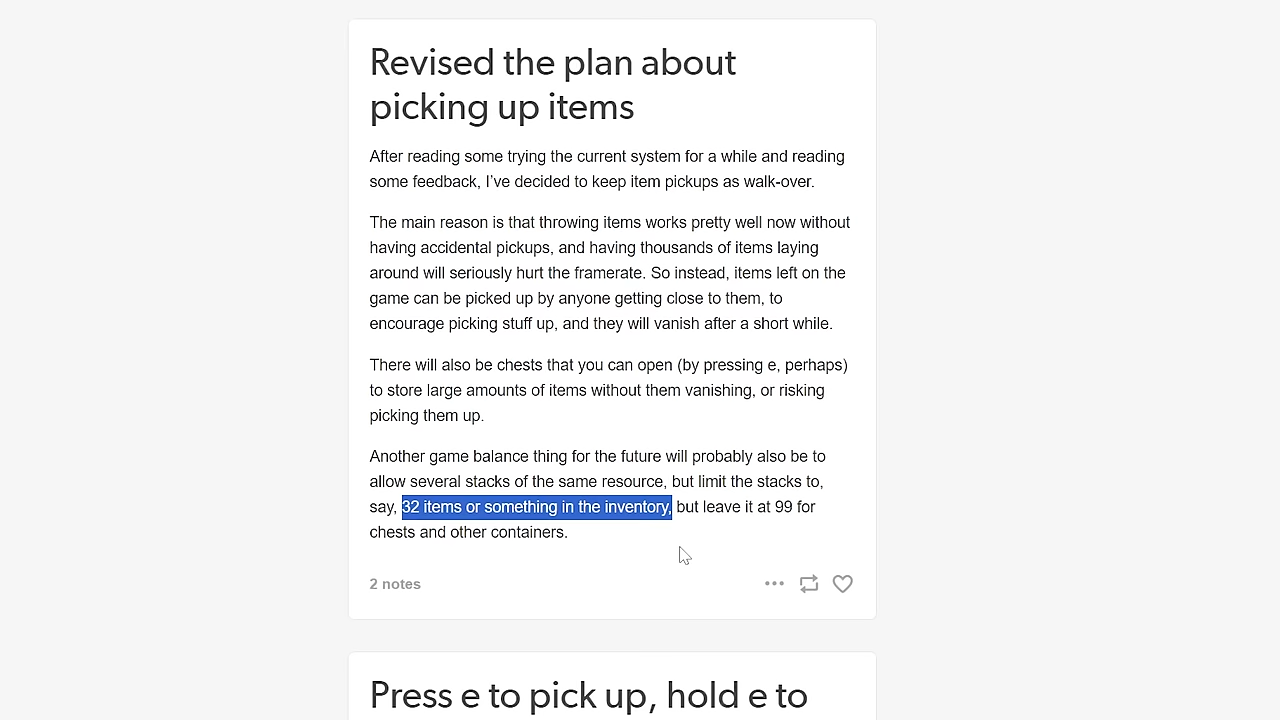 Revised the plan about
picking up items
After reading some trying the current system for a while and reading
some feedback, I've decided to keep item pickups as walk-over.
The main reason is that throwing items works pretty well now without
having accidental pickups, and having thousands of items laying
around will seriously hurt the framerate. So instead, items left on the
game can be picked up by anyone getting close to them, to
encourage picking stuff up, and they will vanish after a short while.
There will also be chests that you can open (by pressing e, perhaps)
to store large amounts of items without them vanishing, or risking
picking them up.
Another game balance thing for the future will probably also be to
allow several stacks of the same resource, but limit the stacks to,
say, 32 items or something in the inventory, but leave it at 99 for
chests and other containers.
2 notes
Press e to pick up, hold e to